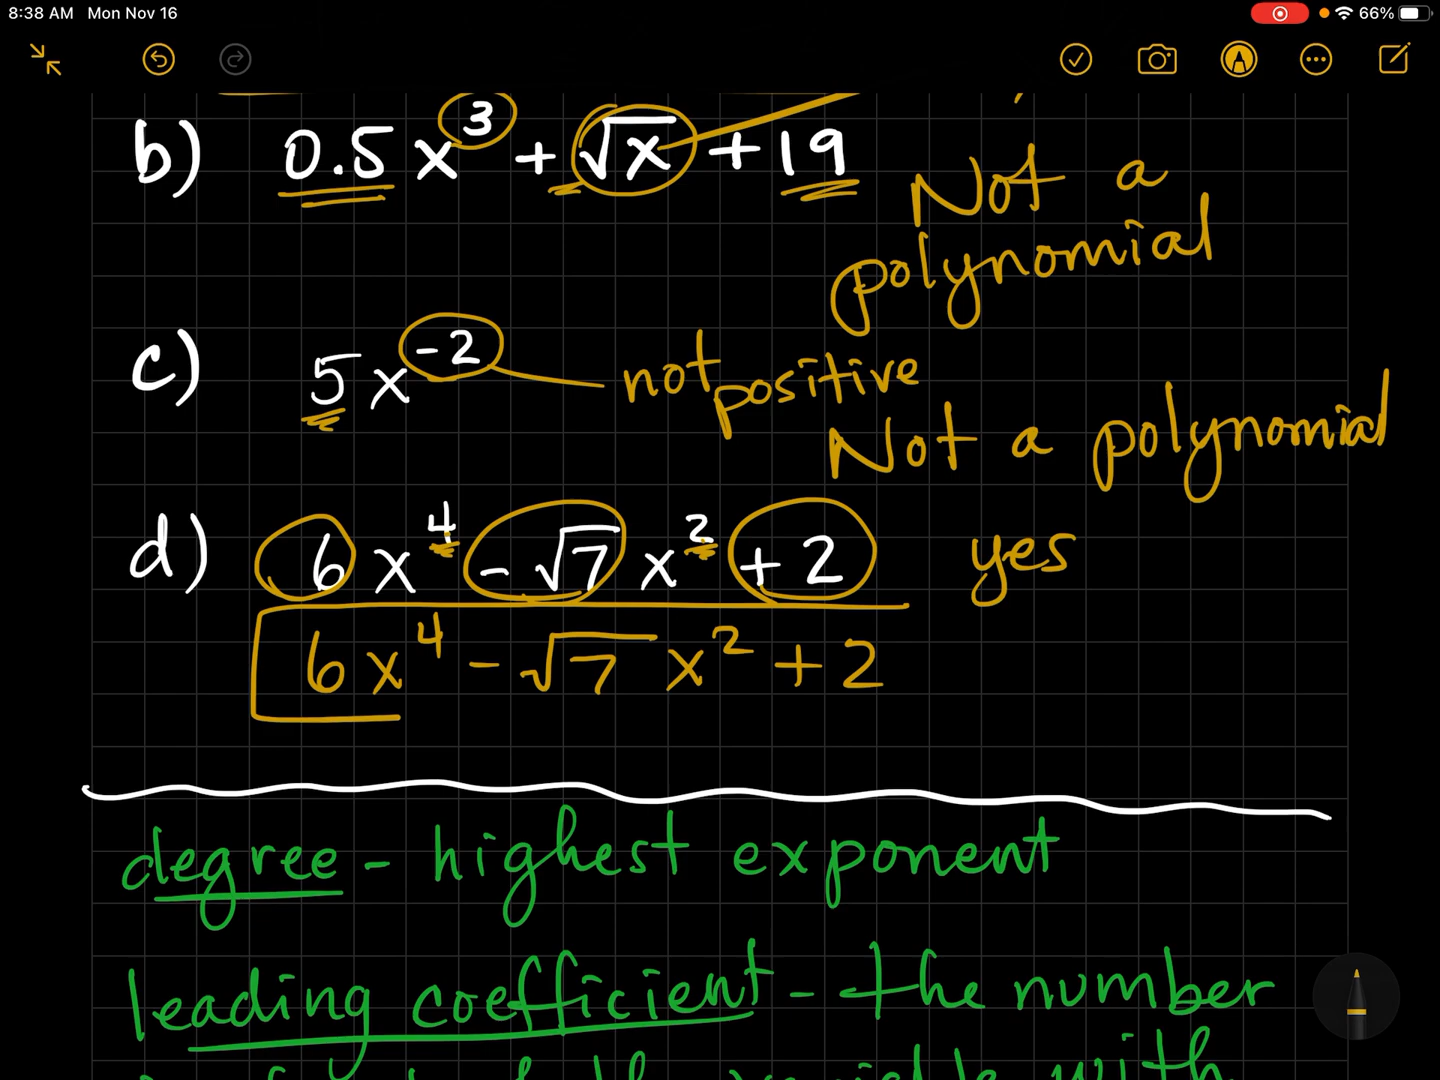 8:38 AM Mon Nov 16 66%
b) 0.5x³ + √x + 19
Not a
polynomial
c) 5x⁻² not positive
Not a polynomial
d) 6x⁴ - √7 x² + 2 yes
6x⁴ - √7 x² + 2
degree - highest exponent
leading coefficient - the number
with